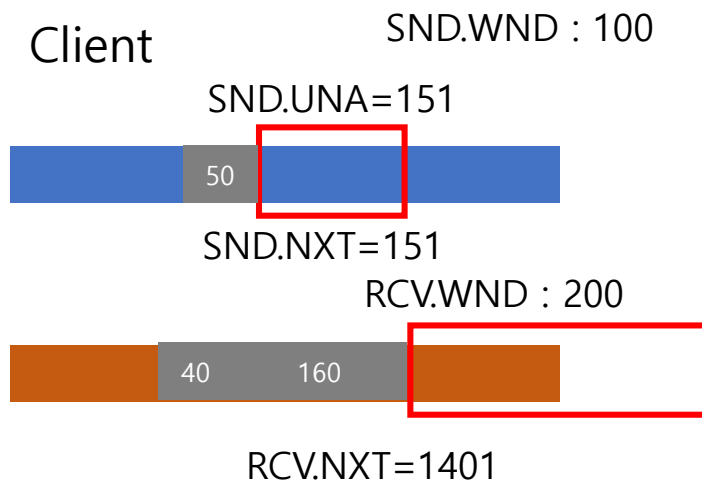 SND.WND : 100
Client
SND.UNA=151
50
SND.NXT=151
RCV.WND : 200
40 160
RCV.NXT=1401